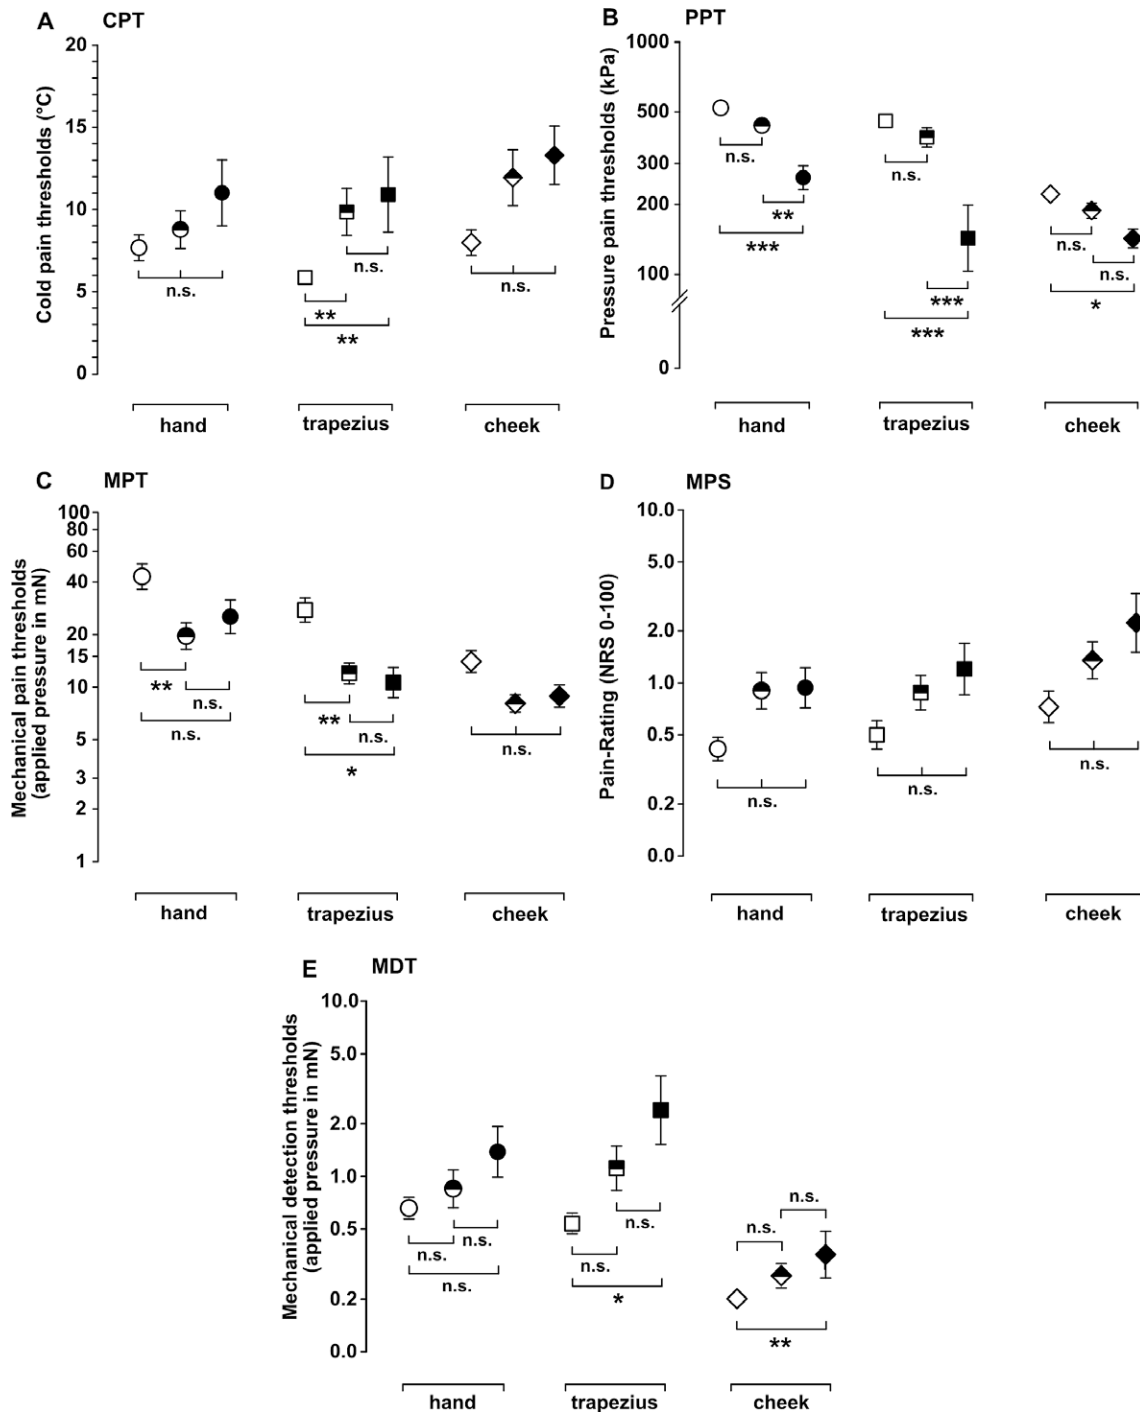 A CPT
Cold pain thresholds (°C)
20
15
10
5
0
n.s.
**
**
n.s.
n.s.
hand
trapezius
cheek
B PPT
Pressure pain thresholds (kPa)
1000
500
300
200
100
0
n.s.
**
***
n.s.
***
***
n.s.
n.s.
*
hand
trapezius
cheek
C MPT
Mechanical pain thresholds
(applied pressure in mN)
100
80
60
40
20
15
10
5
3
2
1
**
n.s.
n.s.
**
n.s.
*
n.s.
hand
trapezius
cheek
D MPS
Pain-Rating (NRS 0-100)
10.0
5.0
2.0
1.0
0.5
0.2
0.0
n.s.
n.s.
n.s.
hand
trapezius
cheek
E MDT
Mechanical detection thresholds
(applied pressure in mN)
10.0
5.0
2.0
1.0
0.5
0.2
0.0
n.s.
n.s.
n.s.
n.s.
n.s.
*
n.s.
n.s.
**
hand
trapezius
cheek